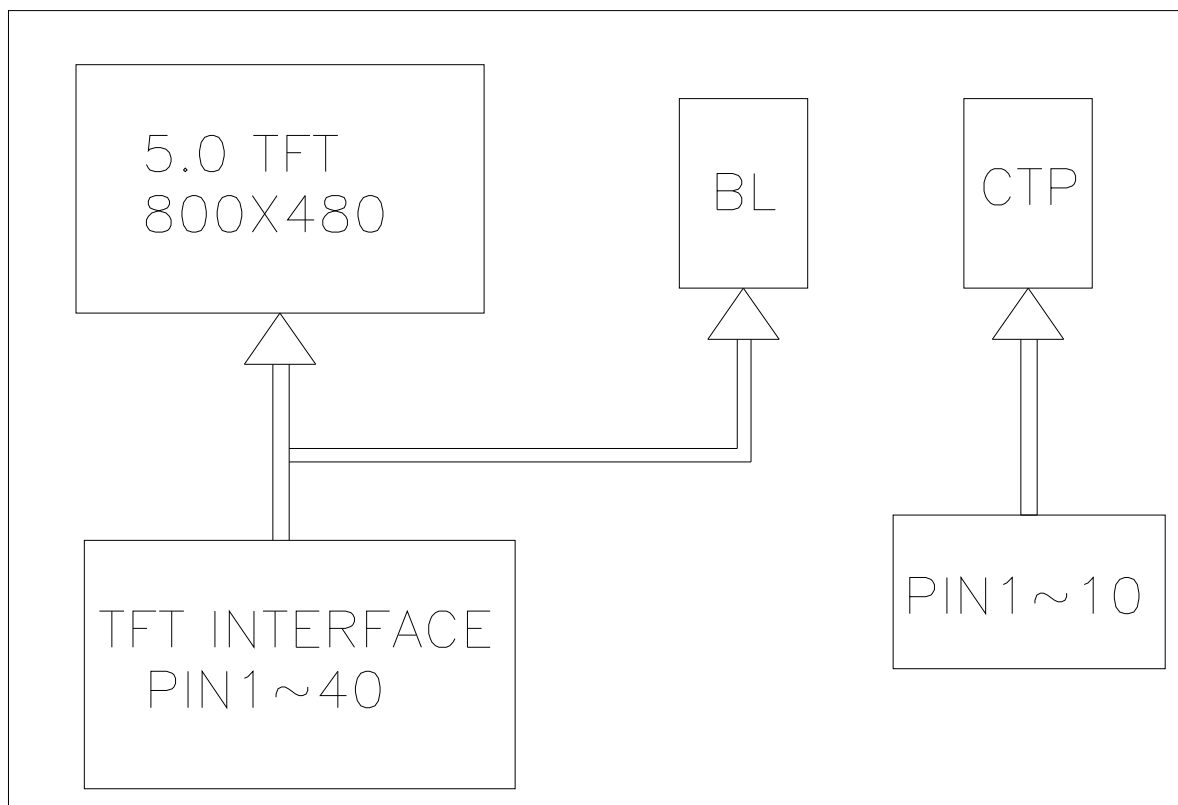 5.0 TFT
800X480
BL
CTP
TFT INTERFACE
PIN1~40
PIN1~10